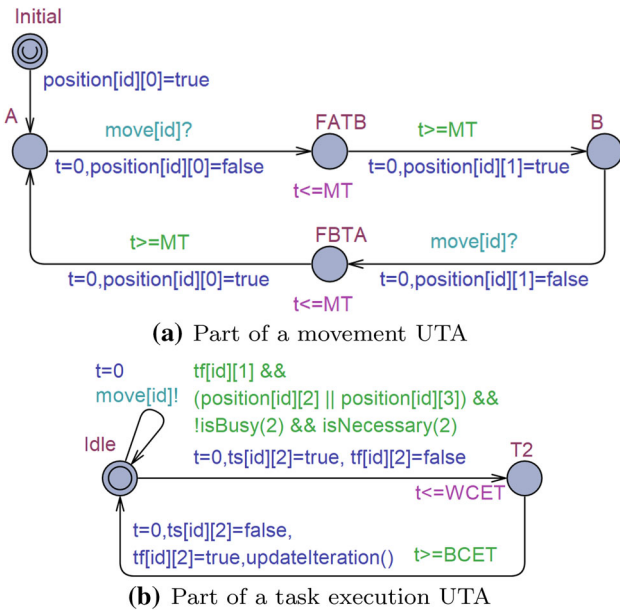 Initial
position[id][0]=true
A
move[id]?
FATB
t>=MT
B
t=0,position[id][0]=false
t=0,position[id][1]=true
t<=MT
t>=MT
FBTA
move[id]?
t=0,position[id][0]=true
t=0,position[id][1]=false
t<=MT
(a) Part of a movement UTA
t=0
tf[id][1] &&
move[id]!
(position[id][2] || position[id][3]) &&
!isBusy(2) && isNecessary(2)
Idle
T2
t=0,ts[id][2]=true, tf[id][2]=false
t<=WCET
t=0,ts[id][2]=false,
tf[id][2]=true,updateIteration()
t>=BCET
(b) Part of a task execution UTA